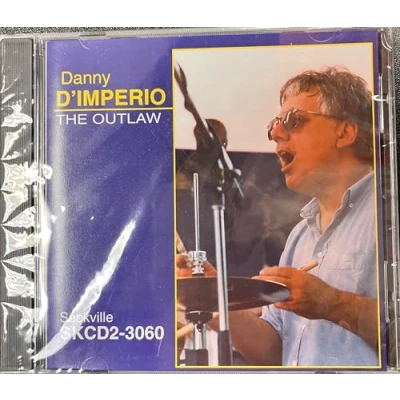 Danny
D'IMPERIO
THE OUTLAW
Sackville
SKCD2-3060